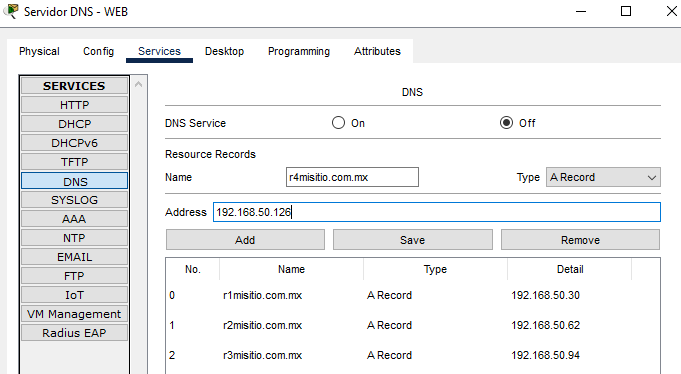 Servidor DNS - WEB
Physical Config Services Desktop Programming Attributes
SERVICES
HTTP
DHCP
DHCPv6
TFTP
DNS
SYSLOG
AAA
NTP
EMAIL
FTP
IoT
VM Management
Radius EAP
DNS
DNS Service On Off
Resource Records
Name r4misitio.com.mx Type A Record
Address 192.168.50.126
Add Save Remove
No. Name Type Detail
0 r1misitio.com.mx A Record 192.168.50.30
1 r2misitio.com.mx A Record 192.168.50.62
2 r3misitio.com.mx A Record 192.168.50.94